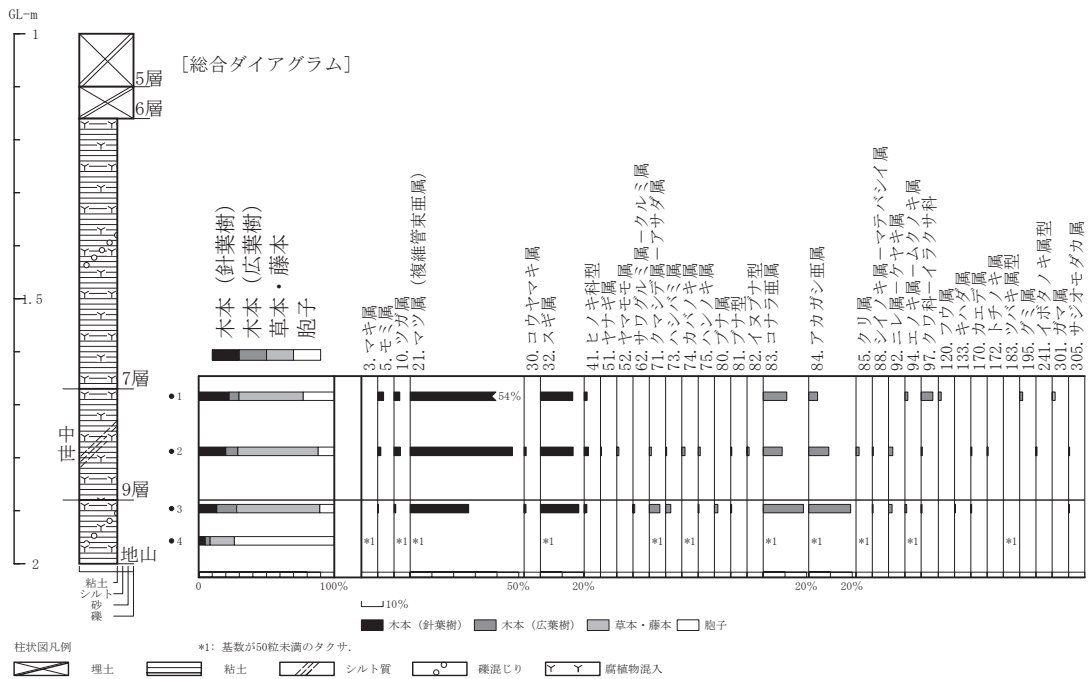 GL-m
1
[総合ダイアグラム]
5層
6層
1.5
7層
中世
9層
地山
2
粘土
シルト
砂
礫
木本(針葉樹)
木本(広葉樹)
草本・藤本
胞子
3. マキ属
5. モミ属
10. ツガ属
21. マツ属(複維管束亜属)
30. コウヤマキ属
32. スギ属
41. ヒノキ科型
51. ヤナギ属
52. ヤマモモ属
62. サワグルミ属－クルミ属
71. クマシデ属－アサダ属
73. ハシバミ属
74. カバノキ属
75. ハンノキ属
80. ブナ属
81. ブナ型
82. イヌブナ型
83. コナラ亜属
84. アカガシ亜属
85. クリ属
88. シイノキ属－マテバシイ属
92. ニレ属－ケヤキ属
94. エノキ属－ムクノキ属
97. クワ科－イラクサ科
120. フウ属
133. キハダ属
170. カエデ属
172. トチノキ属
183. ツバキ属型
195. グミ属
241. イボタノキ属型
301. ガマ属
305. サジオモダカ属
●1
54%
●2
●3
●4
*1 *1 *1 *1 *1 *1 *1 *1 *1 *1
0 100% 50% 20% 20% 20%
10%
木本(針葉樹) 木本(広葉樹) 草本・藤本 胞子
*1: 基数が50粒未満のタクサ.
柱状図凡例
埋土 粘土 シルト質 礫混じり 腐植物混入